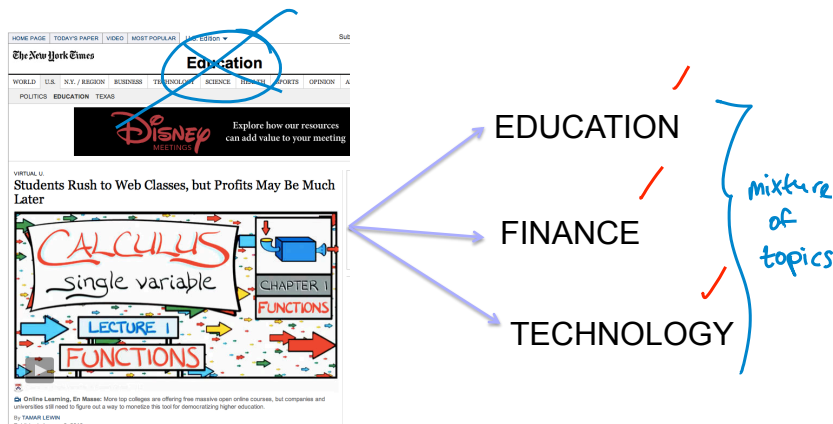 HOME PAGE TODAY'S PAPER VIDEO MOST POPULAR U.S. Edition Sub
The New York Times
Education
WORLD U.S. N.Y. / REGION BUSINESS TECHNOLOGY SCIENCE HEALTH SPORTS OPINION A
POLITICS EDUCATION TEXAS
DISNEY
MEETINGS
Explore how our resources
can add value to your meeting
VIRTUAL U.
Students Rush to Web Classes, but Profits May Be Much
Later
CALCULUS
single variable
CHAPTER 1
FUNCTIONS
LECTURE 1
FUNCTIONS
Online Learning, En Masse: More top colleges are offering free massive open online courses, but companies and
universities still need to figure out a way to monetize this tool for democratizing higher education.
By TAMAR LEWIN
EDUCATION
FINANCE
TECHNOLOGY
mixture
of
topics